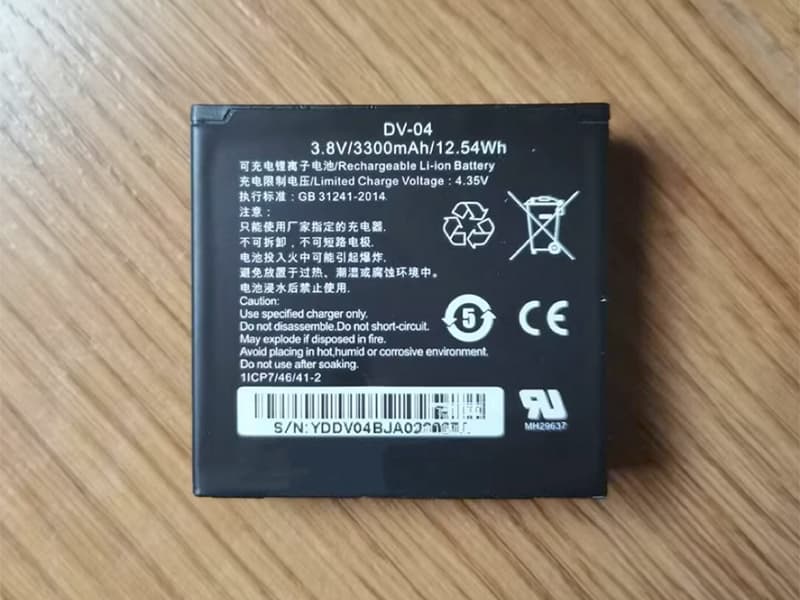 DV-04
3.8V/3300mAh/12.54Wh
可充电锂离子电池/Rechargeable Li-ion Battery
充电限制电压/Limited Charge Voltage : 4.35V
执行标准: GB 31241-2014
注意:
只能使用厂家指定的充电器.
不可拆卸，不可短路电极.
电池投入火中可能引起爆炸.
避免放置于过热、潮湿或腐蚀环境中。
电池浸水后禁止使用.
Caution:
Use specified charger only.
Do not disassemble.Do not short-circuit.
May explode if disposed in fire.
Avoid placing in hot,humid or corrosive environment.
Do not use after soaking.
1ICP7/46/41-2
5
CE
S/N:
RU
MH29637